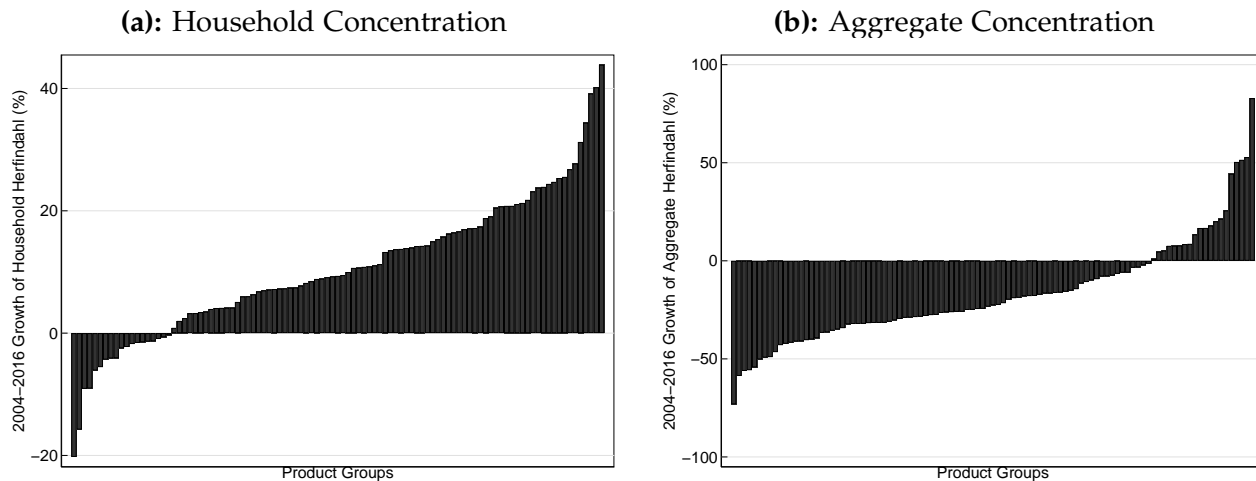 (a): Household Concentration
2004−2016 Growth of Household Herfindahl (%)
40
20
0
−20
Product Groups
(b): Aggregate Concentration
2004−2016 Growth of Aggregate Herfindahl (%)
100
50
0
−50
−100
Product Groups